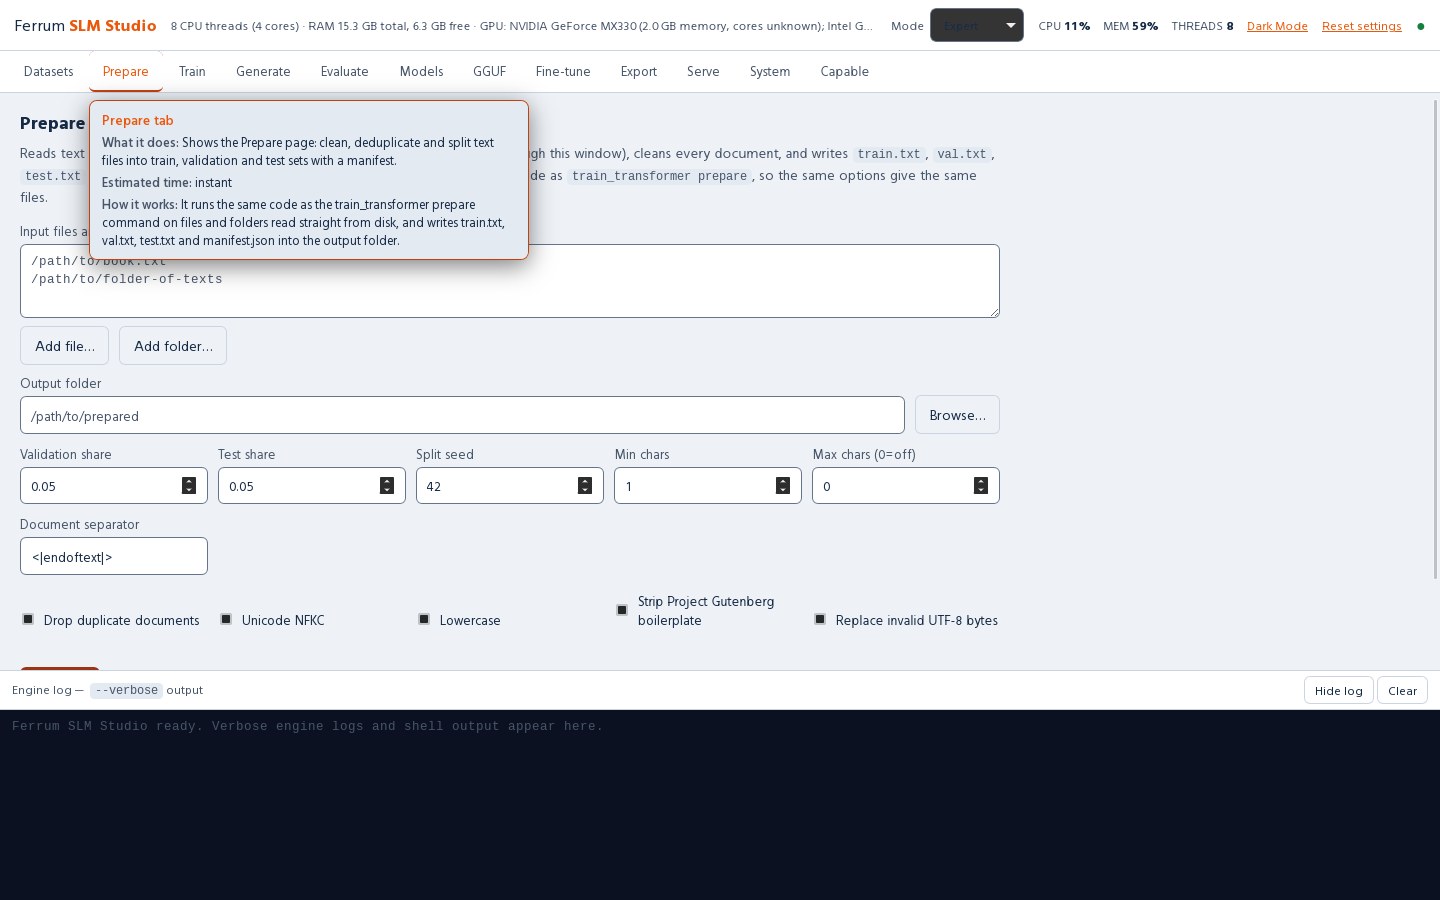 Ferrum SLM Studio
8 CPU threads (4 cores) · RAM 15.3 GB total, 6.3 GB free · GPU: NVIDIA GeForce MX330 (2.0 GB memory, cores unknown); Intel G...
Mode
Expert
CPU 11% MEM 59% THREADS 8 Dark Mode Reset settings
Datasets Prepare Train Generate Evaluate Models GGUF Fine-tune Export Serve System Capable
Prepare
Prepare tab
What it does: Shows the Prepare page: clean, deduplicate and split text
files into train, validation and test sets with a manifest.
Estimated time: instant
How it works: It runs the same code as the train_transformer prepare
command on files and folders read straight from disk, and writes train.txt,
val.txt, test.txt and manifest.json into the output folder.
Reads text
gh this window), cleans every document, and writes train.txt, val.txt,
test.txt
de as train_transformer prepare, so the same options give the same
files.
Input files a
/path/to/book.txt
/path/to/folder-of-texts
Add file... Add folder...
Output folder
/path/to/prepared
Browse...
Validation share Test share Split seed Min chars Max chars (0=off)
0.05 0.05 42 1 0
Document separator
<|endoftext|>
Drop duplicate documents Unicode NFKC Lowercase
Strip Project Gutenberg
boilerplate
Replace invalid UTF-8 bytes
Engine log — --verbose output
Hide log Clear
Ferrum SLM Studio ready. Verbose engine logs and shell output appear here.